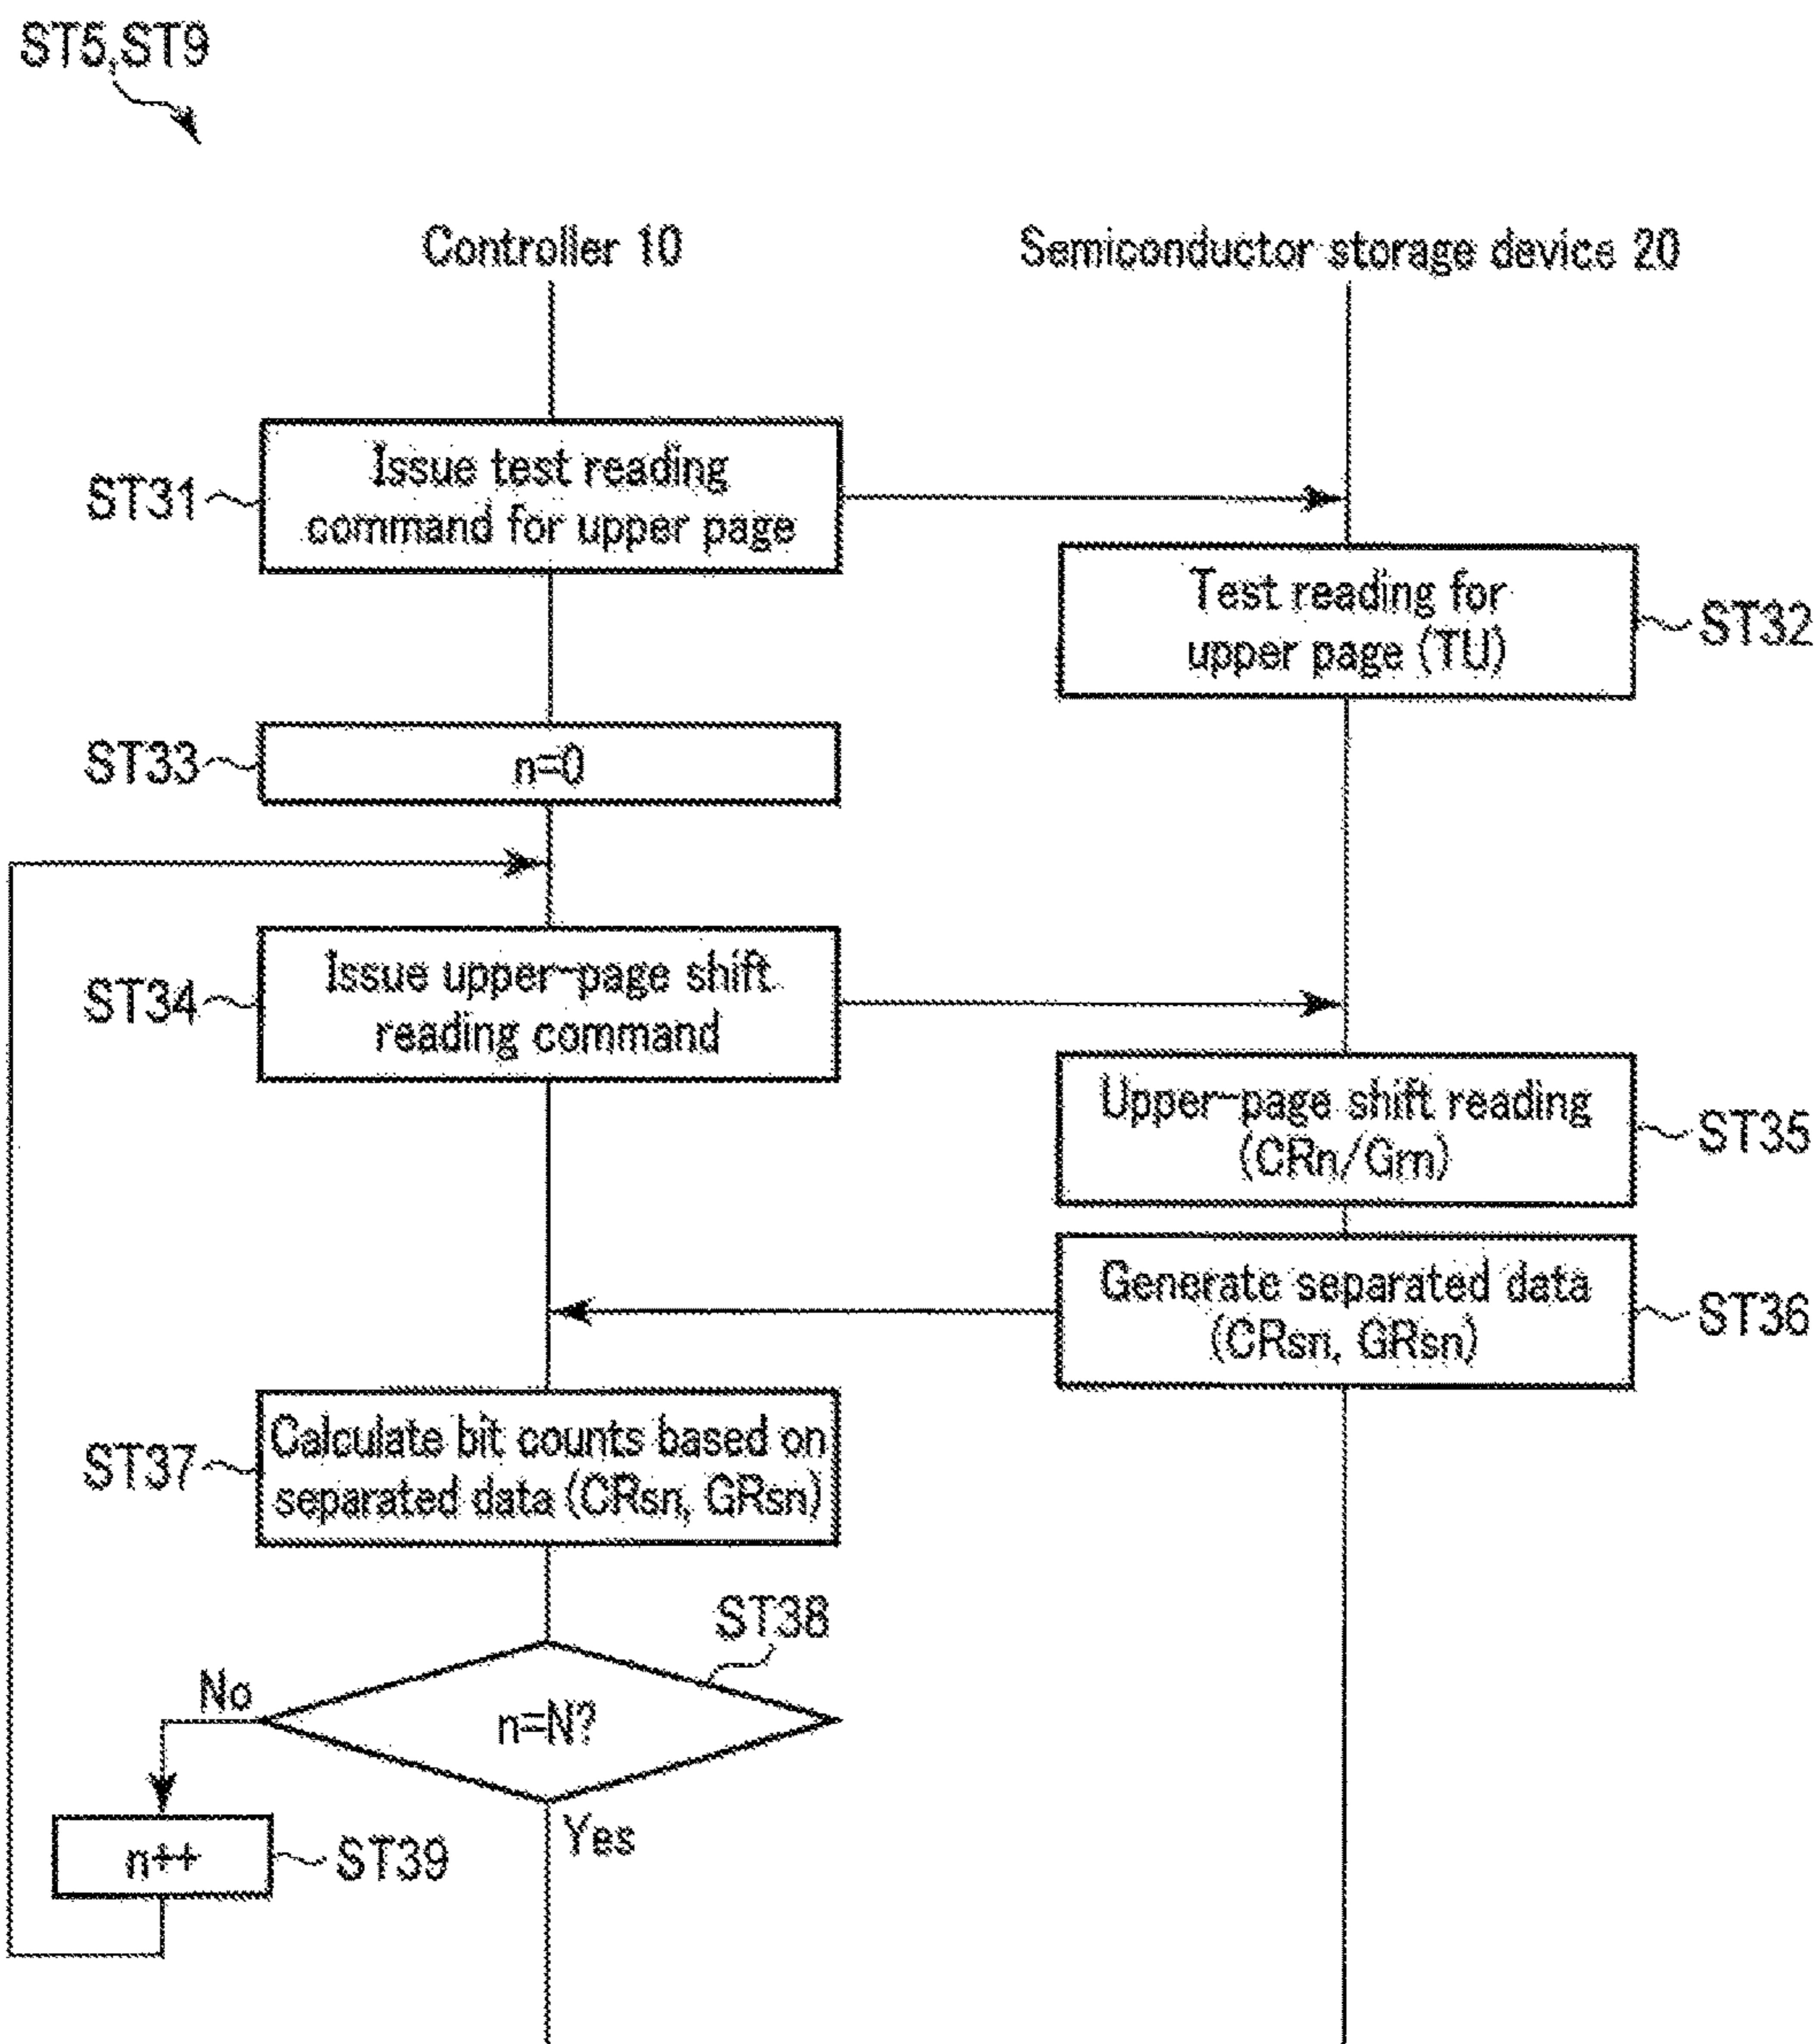 ST5,ST9
Controller 10
Semiconductor storage device 20
ST31
Issue test reading
command for upper page
Test reading for
upper page (TU)
ST32
ST33
n=0
ST34
Issue upper-page shift
reading command
Upper-page shift reading
(CRn/Grn)
ST35
Generate separated data
(CRsn, GRsn)
ST36
ST37
Calculate bit counts based on
separated data (CRsn, GRsn)
ST38
No
n=N?
Yes
n++
ST39